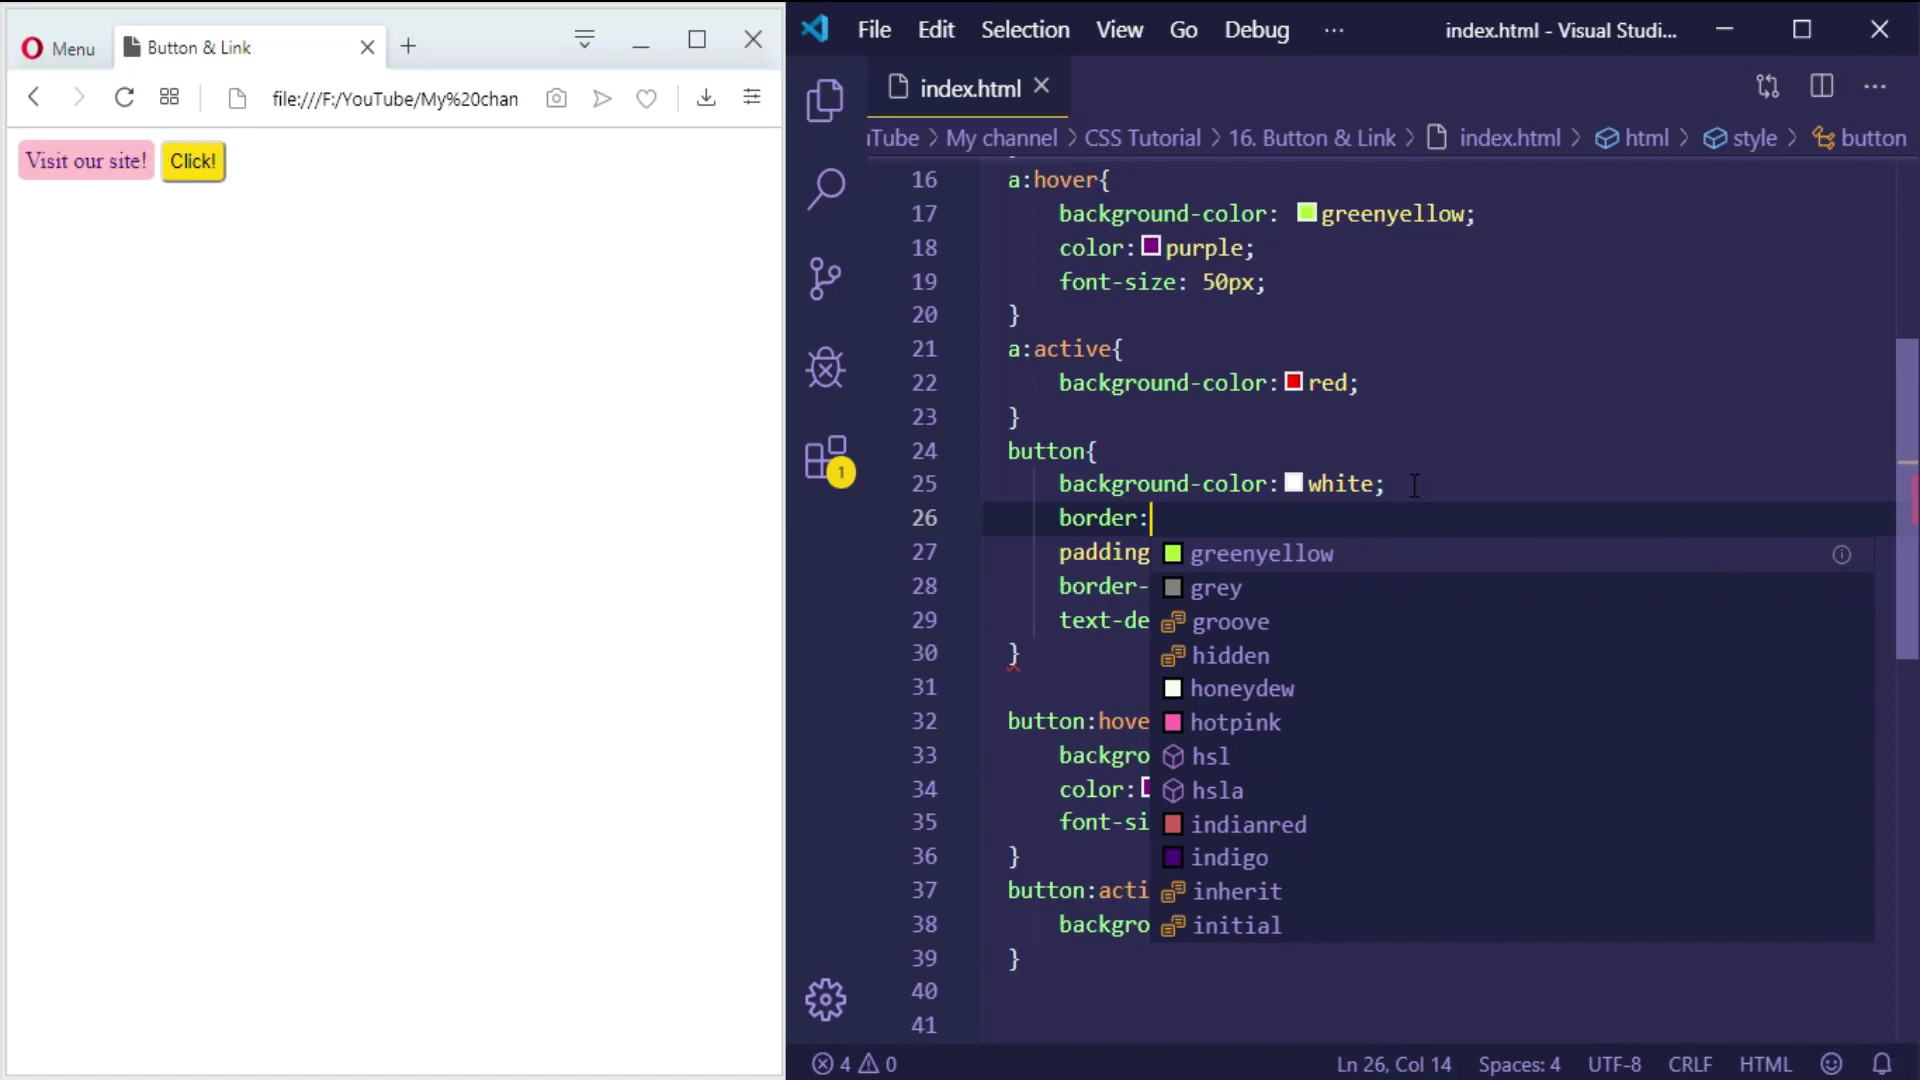 Menu
Button & Link
file:///F:/YouTube/My%20chan
Visit our site!
Click!
File Edit Selection View Go Debug ···
index.html - Visual Studi...
index.html
uTube > My channel > CSS Tutorial > 16. Button & Link > index.html > html > style > button
16 a:hover{
17 background-color: greenyellow;
18 color:purple;
19 font-size: 50px;
20 }
21 a:active{
22 background-color:red;
23 }
24 button{
25 background-color:white;
26 border:
27 padding
28 border-
29 text-de
30 }
31
32 button:hove
33 backgro
34 color:
35 font-si
36 }
37 button:acti
38 backgro
39 }
40
41
greenyellow
grey
groove
hidden
honeydew
hotpink
hsl
hsla
indianred
indigo
inherit
initial
1
4 0
Ln 26, Col 14 Spaces: 4 UTF-8 CRLF HTML